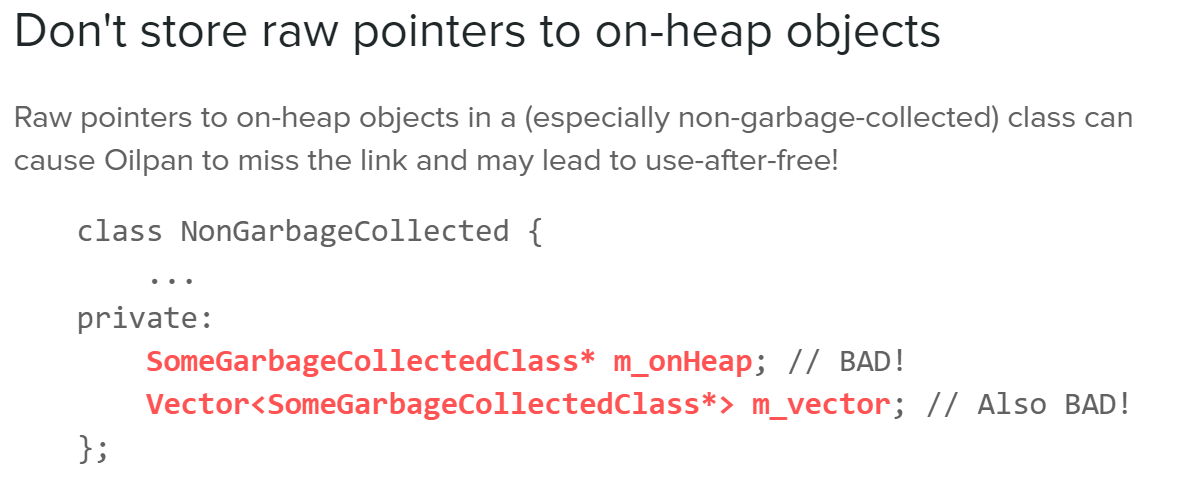 Don't store raw pointers to on-heap objects
Raw pointers to on-heap objects in a (especially non-garbage-collected) class can
cause Oilpan to miss the link and may lead to use-after-free!
class NonGarbageCollected {
...
private:
SomeGarbageCollectedClass* m_onHeap; // BAD!
Vector<SomeGarbageCollectedClass*> m_vector; // Also BAD!
};